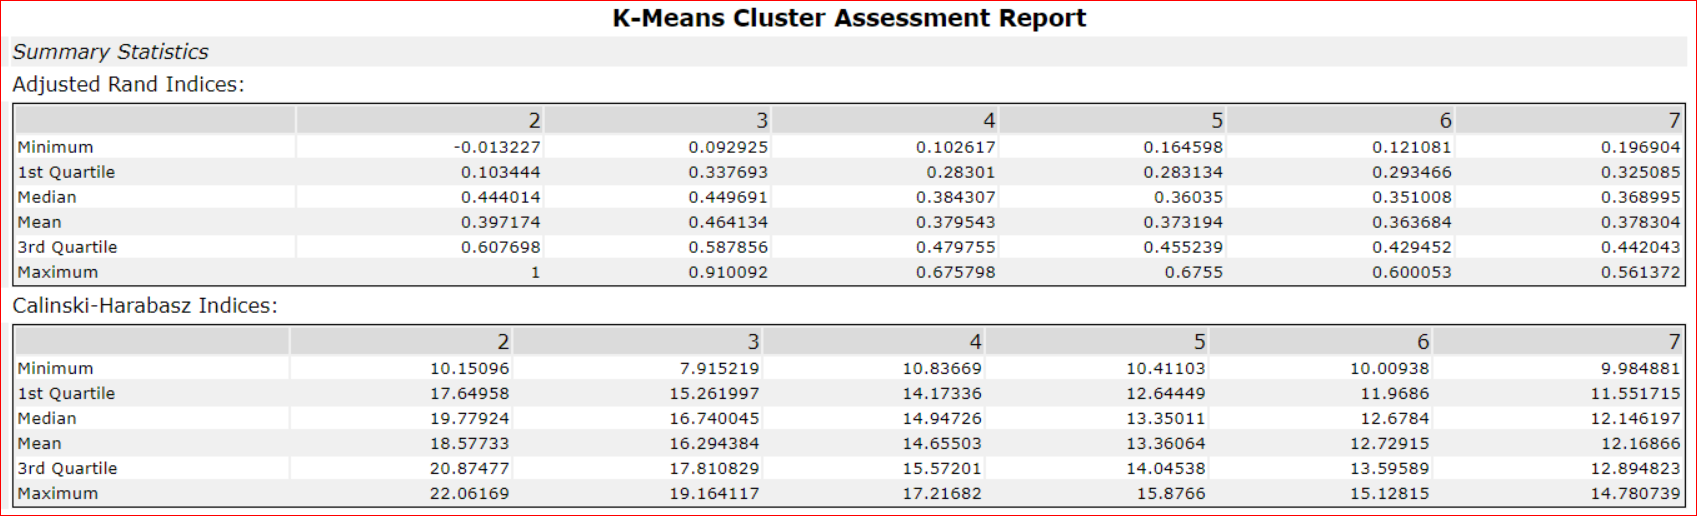 K-Means Cluster Assessment Report
Summary Statistics
Adjusted Rand Indices:
2 3 4 5 6 7
Minimum -0.013227 0.092925 0.102617 0.164598 0.121081 0.196904
1st Quartile 0.103444 0.337693 0.28301 0.283134 0.293466 0.325085
Median 0.444014 0.449691 0.384307 0.36035 0.351008 0.368995
Mean 0.397174 0.464134 0.379543 0.373194 0.363684 0.378304
3rd Quartile 0.607698 0.587856 0.479755 0.455239 0.429452 0.442043
Maximum 1 0.910092 0.675798 0.6755 0.600053 0.561372
Calinski-Harabasz Indices:
2 3 4 5 6 7
Minimum 10.15096 7.915219 10.83669 10.41103 10.00938 9.984881
1st Quartile 17.64958 15.261997 14.17336 12.64449 11.9686 11.551715
Median 19.77924 16.740045 14.94726 13.35011 12.6784 12.146197
Mean 18.57733 16.294384 14.65503 13.36064 12.72915 12.16866
3rd Quartile 20.87477 17.810829 15.57201 14.04538 13.59589 12.894823
Maximum 22.06169 19.164117 17.21682 15.8766 15.12815 14.780739